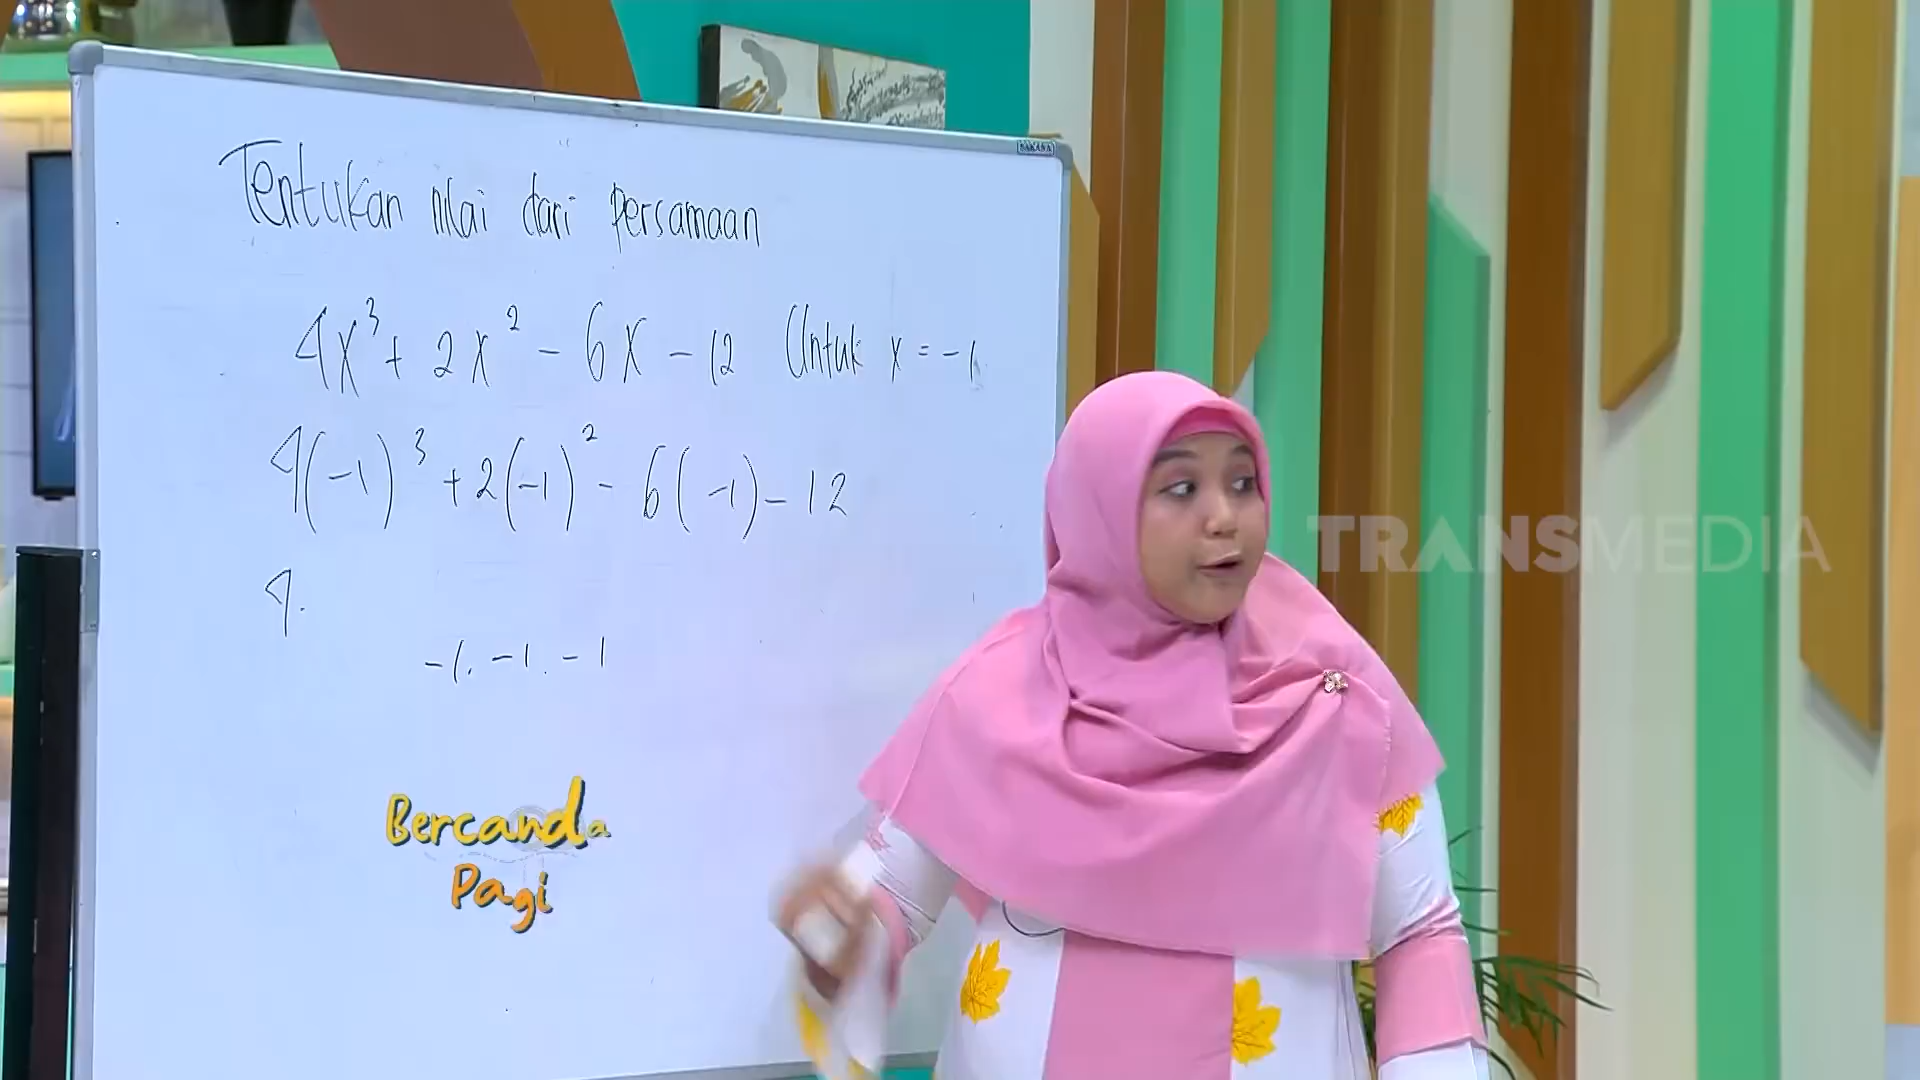 SAKANA
Tentukan nilai dari persamaan
4x³ + 2x² - 6x - 12 Untuk x = -1
4(-1)³ + 2(-1)² - 6(-1) - 12
4.
-1. -1. -1
TRANSMEDIA
Bercanda
Pagi